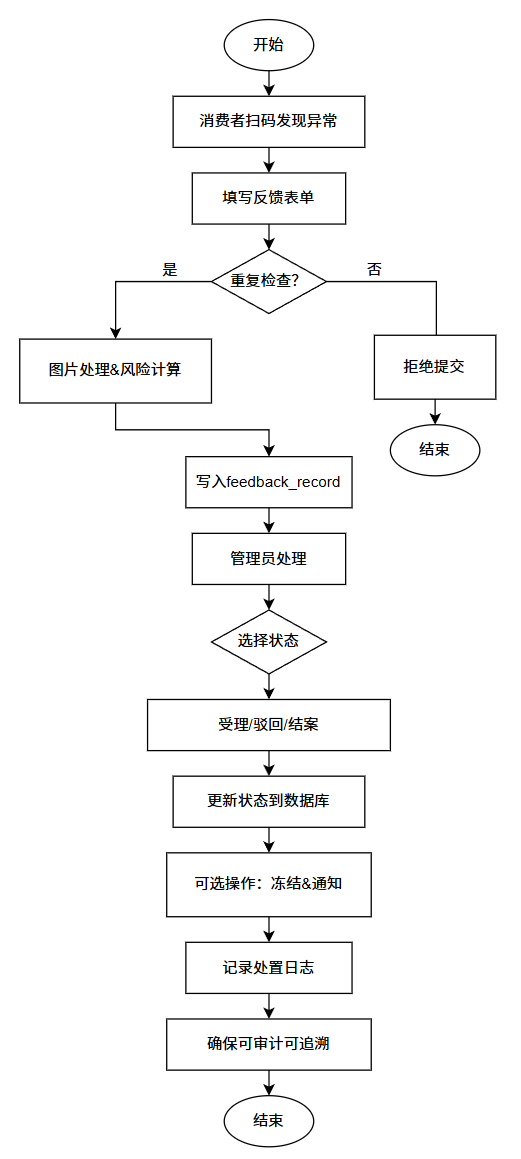 开始
消费者扫码发现异常
填写反馈表单
是
重复检查?
否
图片处理&风险计算
拒绝提交
结束
写入feedback_record
管理员处理
选择状态
受理/驳回/结案
更新状态到数据库
可选操作：冻结&通知
记录处置日志
确保可审计可追溯
结束